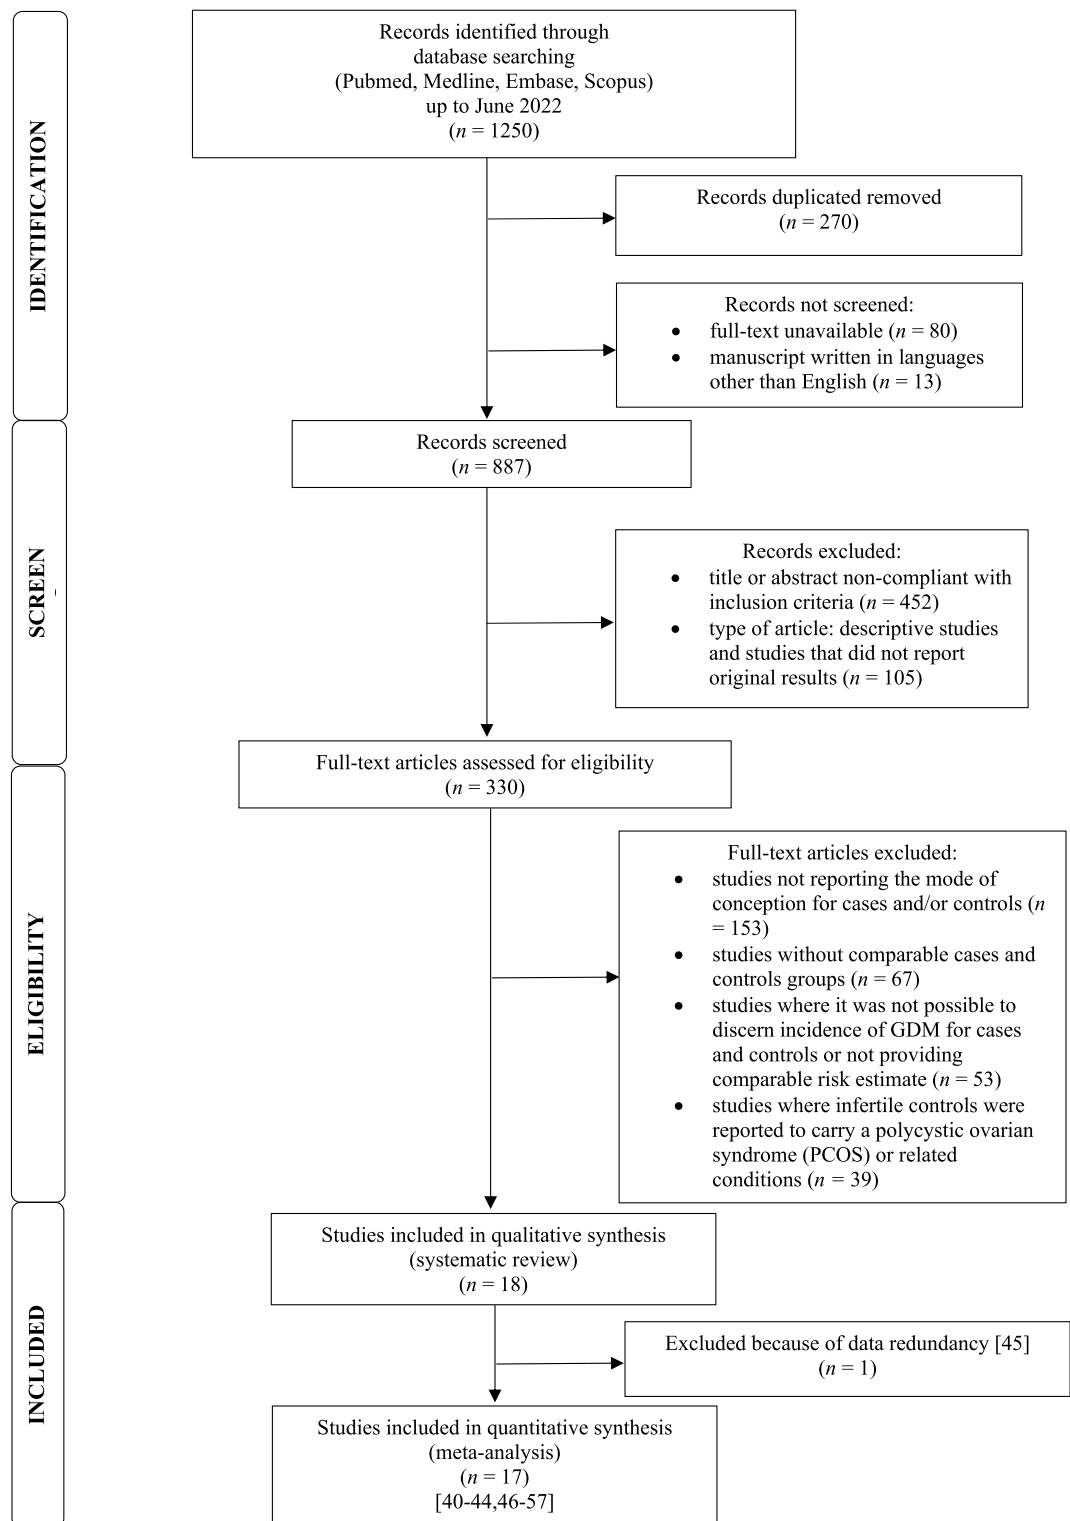 IDENTIFICATION
Records identified through
database searching
(Pubmed, Medline, Embase, Scopus)
up to June 2022
(n = 1250)
Records duplicated removed
(n = 270)
Records not screened:
• full-text unavailable (n = 80)
• manuscript written in languages
other than English (n = 13)
SCREEN
Records screened
(n = 887)
Records excluded:
• title or abstract non-compliant with
inclusion criteria (n = 452)
• type of article: descriptive studies
and studies that did not report
original results (n = 105)
Full-text articles assessed for eligibility
(n = 330)
ELIGIBILITY
Full-text articles excluded:
• studies not reporting the mode of
conception for cases and/or controls (n
= 153)
• studies without comparable cases and
controls groups (n = 67)
• studies where it was not possible to
discern incidence of GDM for cases
and controls or not providing
comparable risk estimate (n = 53)
• studies where infertile controls were
reported to carry a polycystic ovarian
syndrome (PCOS) or related
conditions (n = 39)
INCLUDED
Studies included in qualitative synthesis
(systematic review)
(n = 18)
Excluded because of data redundancy [45]
(n = 1)
Studies included in quantitative synthesis
(meta-analysis)
(n = 17)
[40-44,46-57]